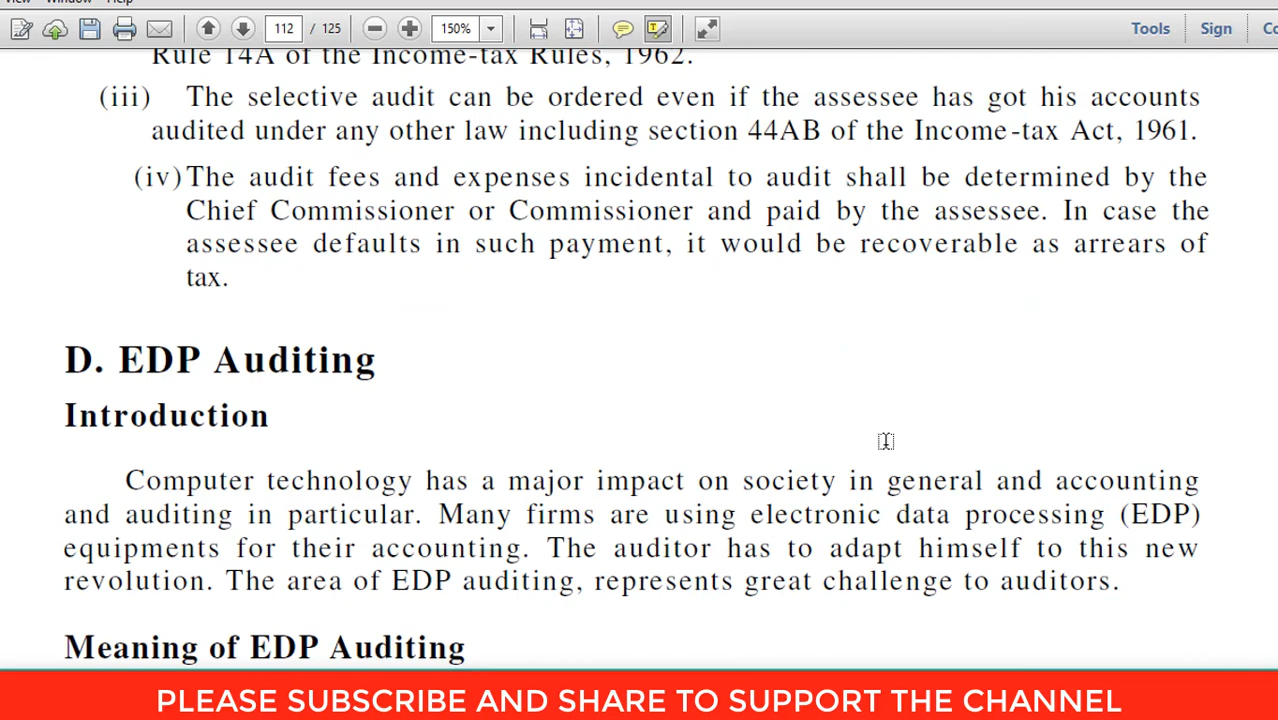 Window Help
112 / 125 150% Tools Sign
Rule 14A of the Income-tax Rules, 1962.
(iii) The selective audit can be ordered even if the assessee has got his accounts
audited under any other law including section 44AB of the Income-tax Act, 1961.
(iv) The audit fees and expenses incidental to audit shall be determined by the
Chief Commissioner or Commissioner and paid by the assessee. In case the
assessee defaults in such payment, it would be recoverable as arrears of
tax.
D. EDP Auditing
Introduction
Computer technology has a major impact on society in general and accounting
and auditing in particular. Many firms are using electronic data processing (EDP)
equipments for their accounting. The auditor has to adapt himself to this new
revolution. The area of EDP auditing, represents great challenge to auditors.
Meaning of EDP Auditing
PLEASE SUBSCRIBE AND SHARE TO SUPPORT THE CHANNEL